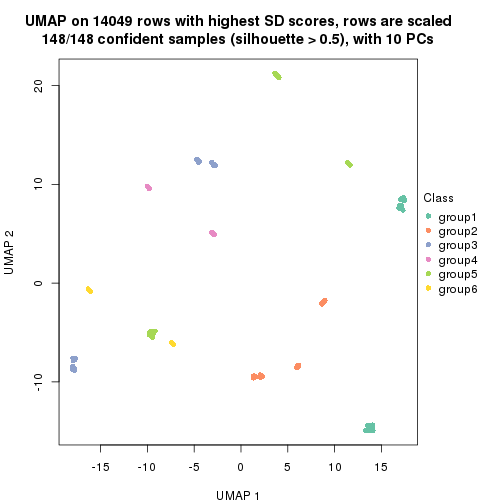 UMAP on 14049 rows with highest SD scores, rows are scaled
148/148 confident samples (silhouette > 0.5), with 10 PCs
20
10
0
-10
UMAP 2
-15
-10
-5
0
5
10
15
UMAP 1
Class
group1
group2
group3
group4
group5
group6